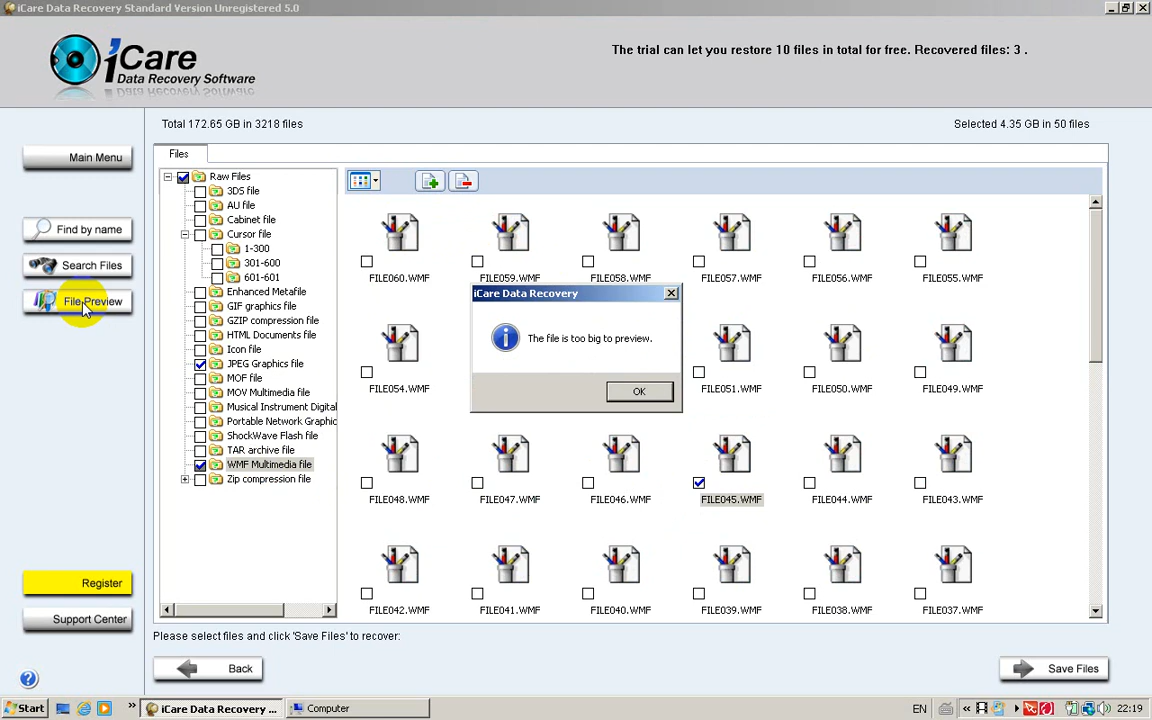 iCare Data Recovery Standard Version Unregistered 5.0
iCare
Data Recovery Software
The trial can let you restore 10 files in total for free. Recovered files: 3 .
Total 172.65 GB in 3218 files
Selected 4.35 GB in 50 files
Main Menu
Find by name
Search Files
File Preview
Register
Support Center
Files
Raw Files
3DS file
AU file
Cabinet file
Cursor file
1-300
301-600
601-601
Enhanced Metafile
GIF graphics file
GZIP compression file
HTML Documents file
Icon file
JPEG Graphics file
MOF file
MOV Multimedia file
Musical Instrument Digital
Portable Network Graphic
ShockWave Flash file
TAR archive file
WMF Multimedia file
Zip compression file
FILE060.WMF FILE059.WMF FILE058.WMF FILE057.WMF FILE056.WMF FILE055.WMF
iCare Data Recovery
The file is too big to preview.
OK
FILE054.WMF FILE051.WMF FILE050.WMF FILE049.WMF
FILE048.WMF FILE047.WMF FILE046.WMF FILE045.WMF FILE044.WMF FILE043.WMF
FILE042.WMF FILE041.WMF FILE040.WMF FILE039.WMF FILE038.WMF FILE037.WMF
Please select files and click 'Save Files' to recover:
Back
Save Files
Start
iCare Data Recovery ...
Computer
EN
22:19